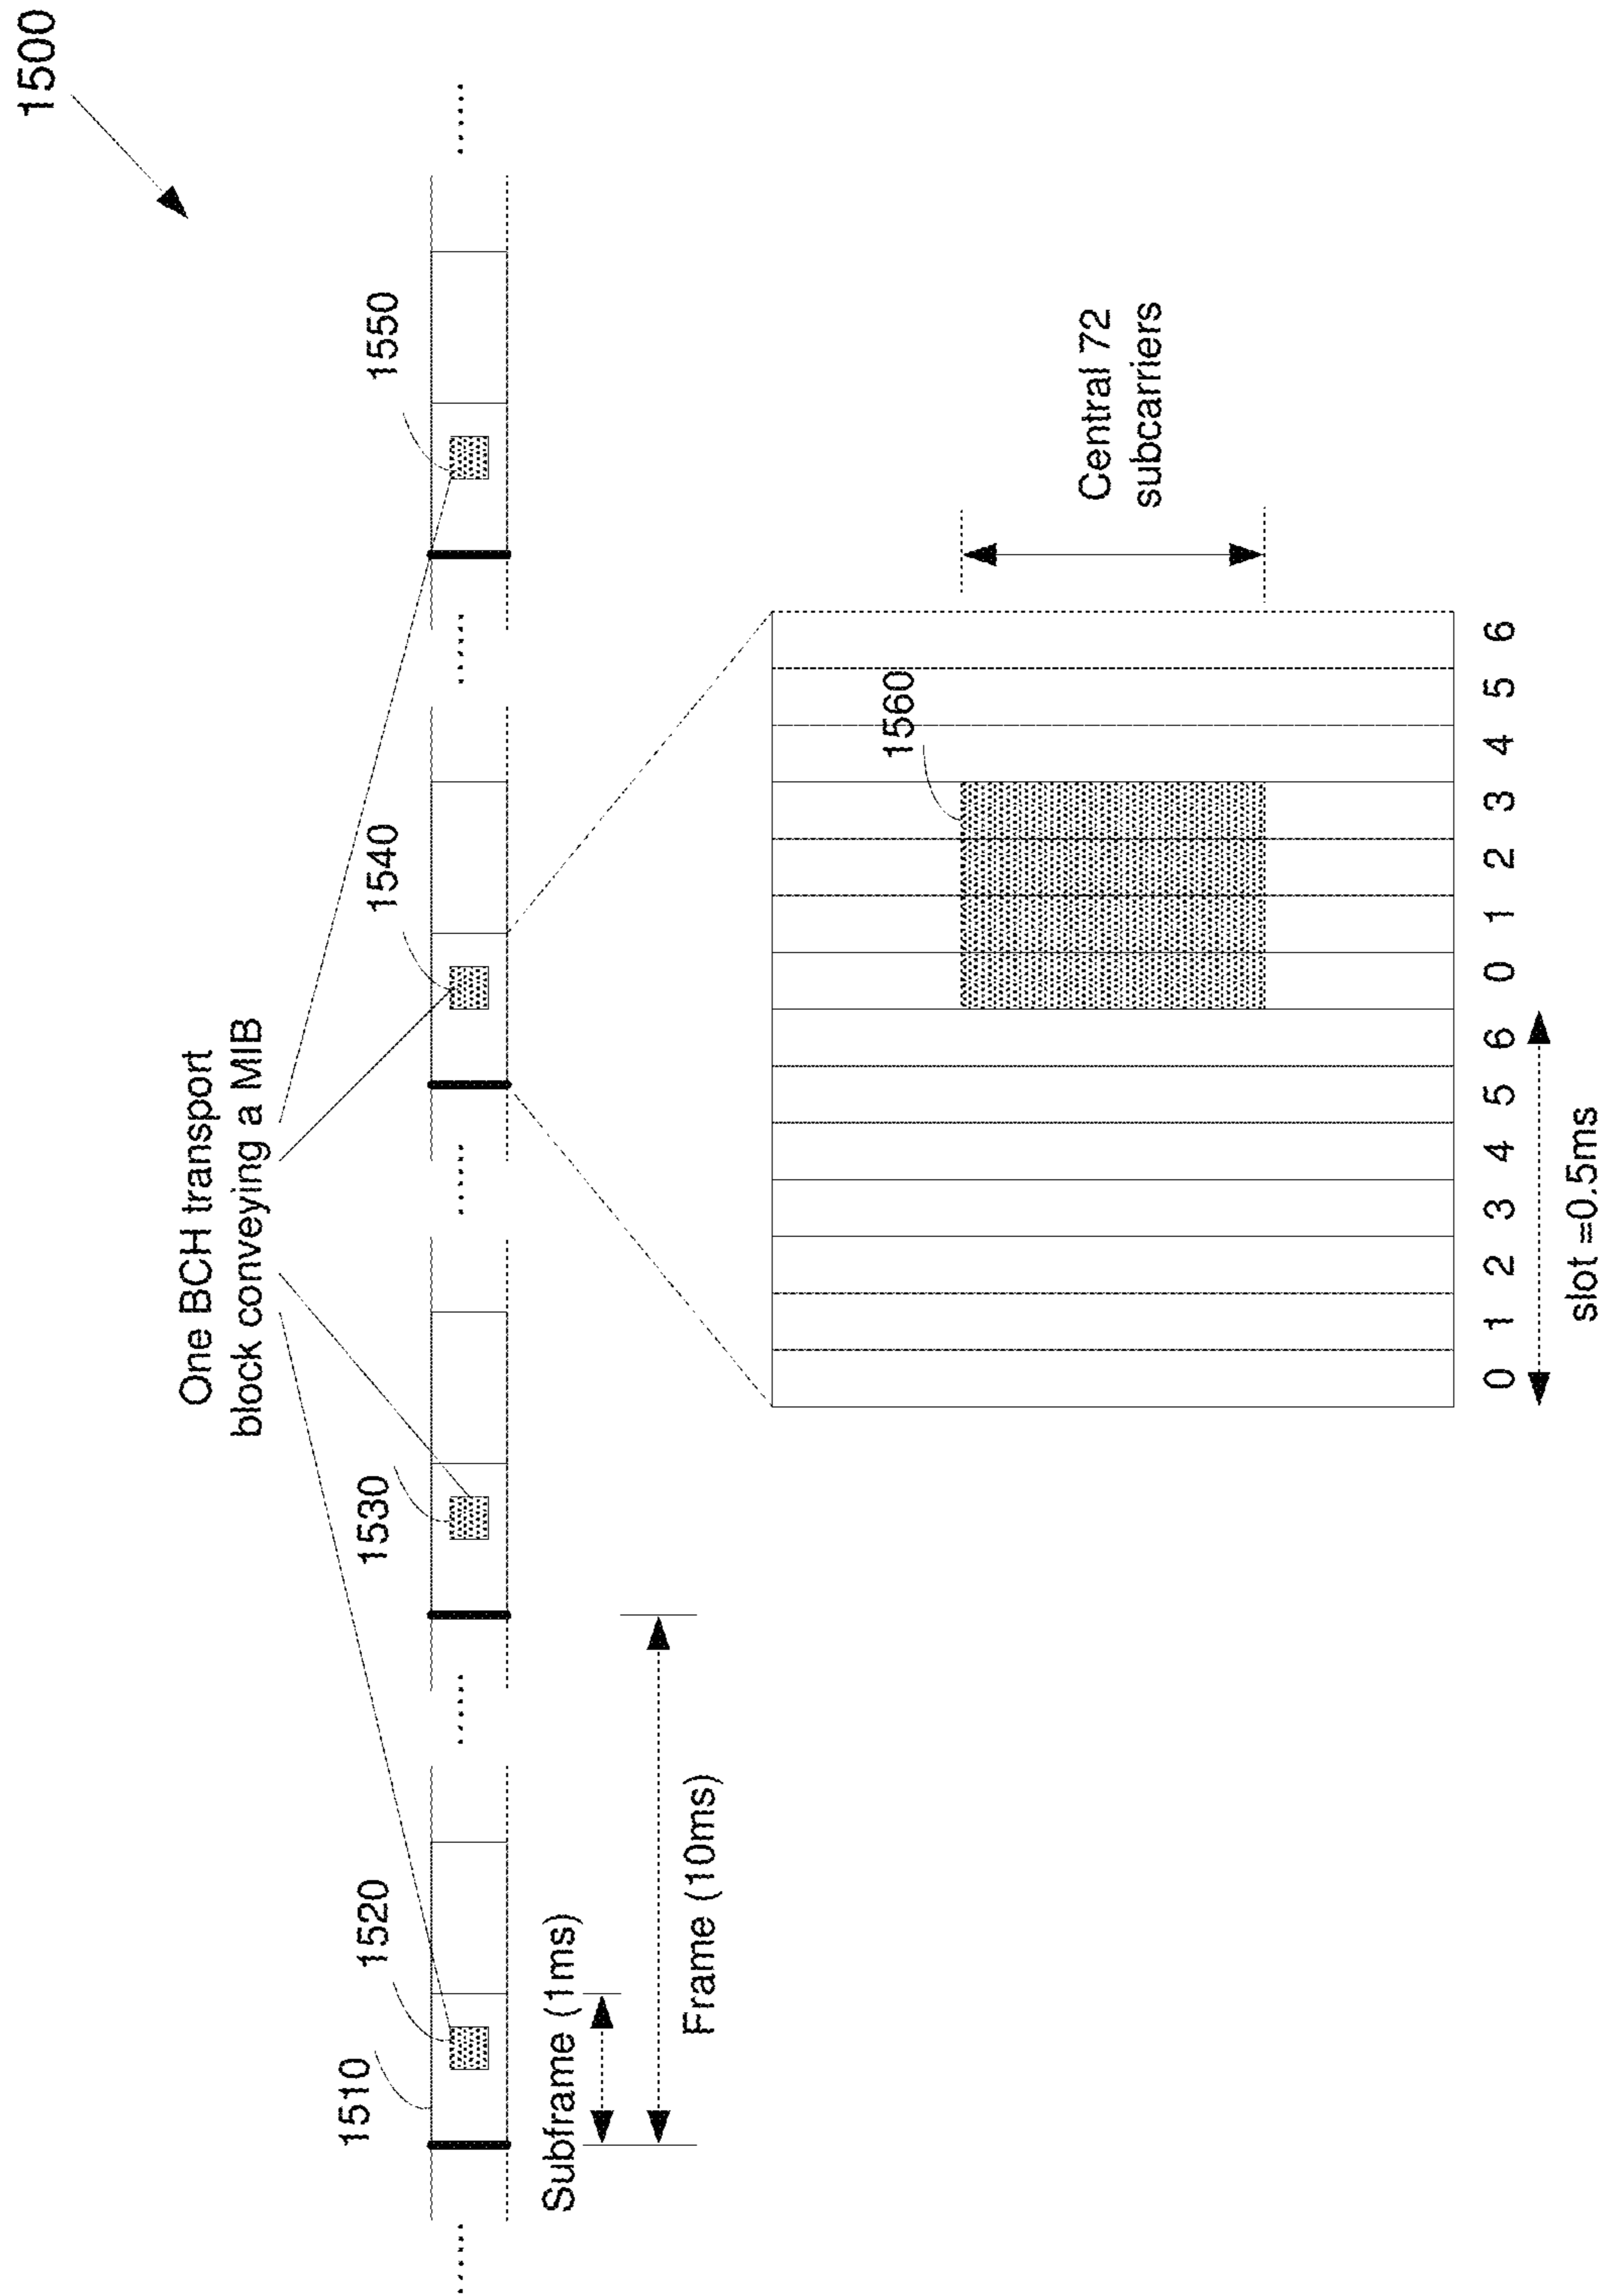 1500
One BCH transport
block conveying a MIB
1510
1520
1530
1540
1550
Subframe (1ms)
Frame (10ms)
1560
Central 72
subcarriers
0 1 2 3 4 5 6 0 1 2 3 4 5 6
slot =0.5ms